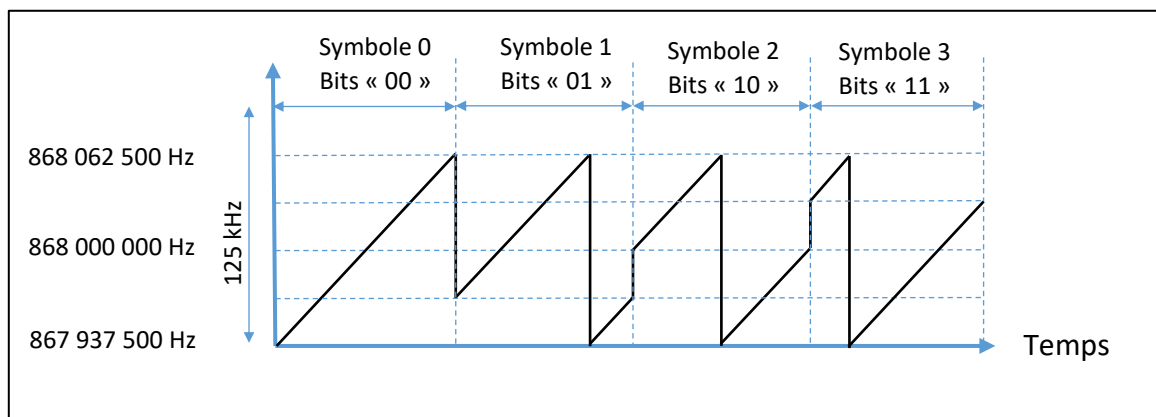 Symbole 0
Bits « 00 »
Symbole 1
Bits « 01 »
Symbole 2
Bits « 10 »
Symbole 3
Bits « 11 »
868 062 500 Hz
125 kHz
868 000 000 Hz
867 937 500 Hz
Temps